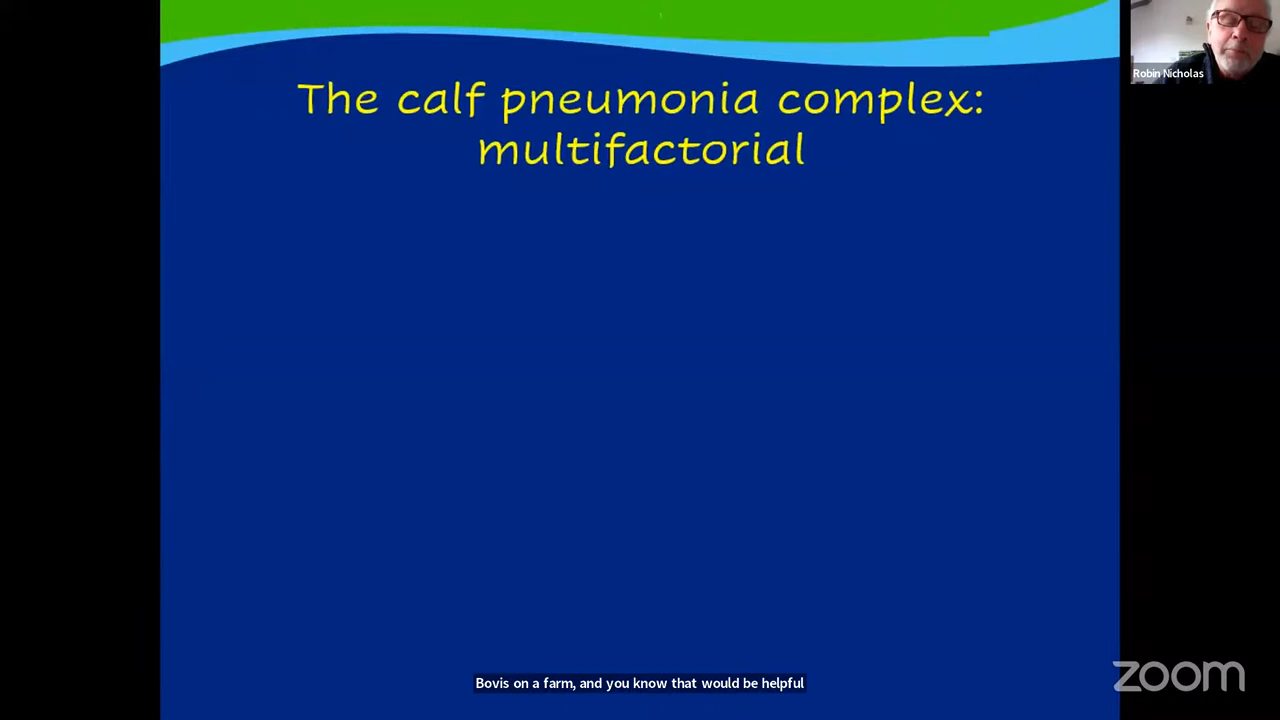 The calf pneumonia complex:
multifactorial
Robin Nicholas
Bovis on a farm, and you know that would be helpful
zoom